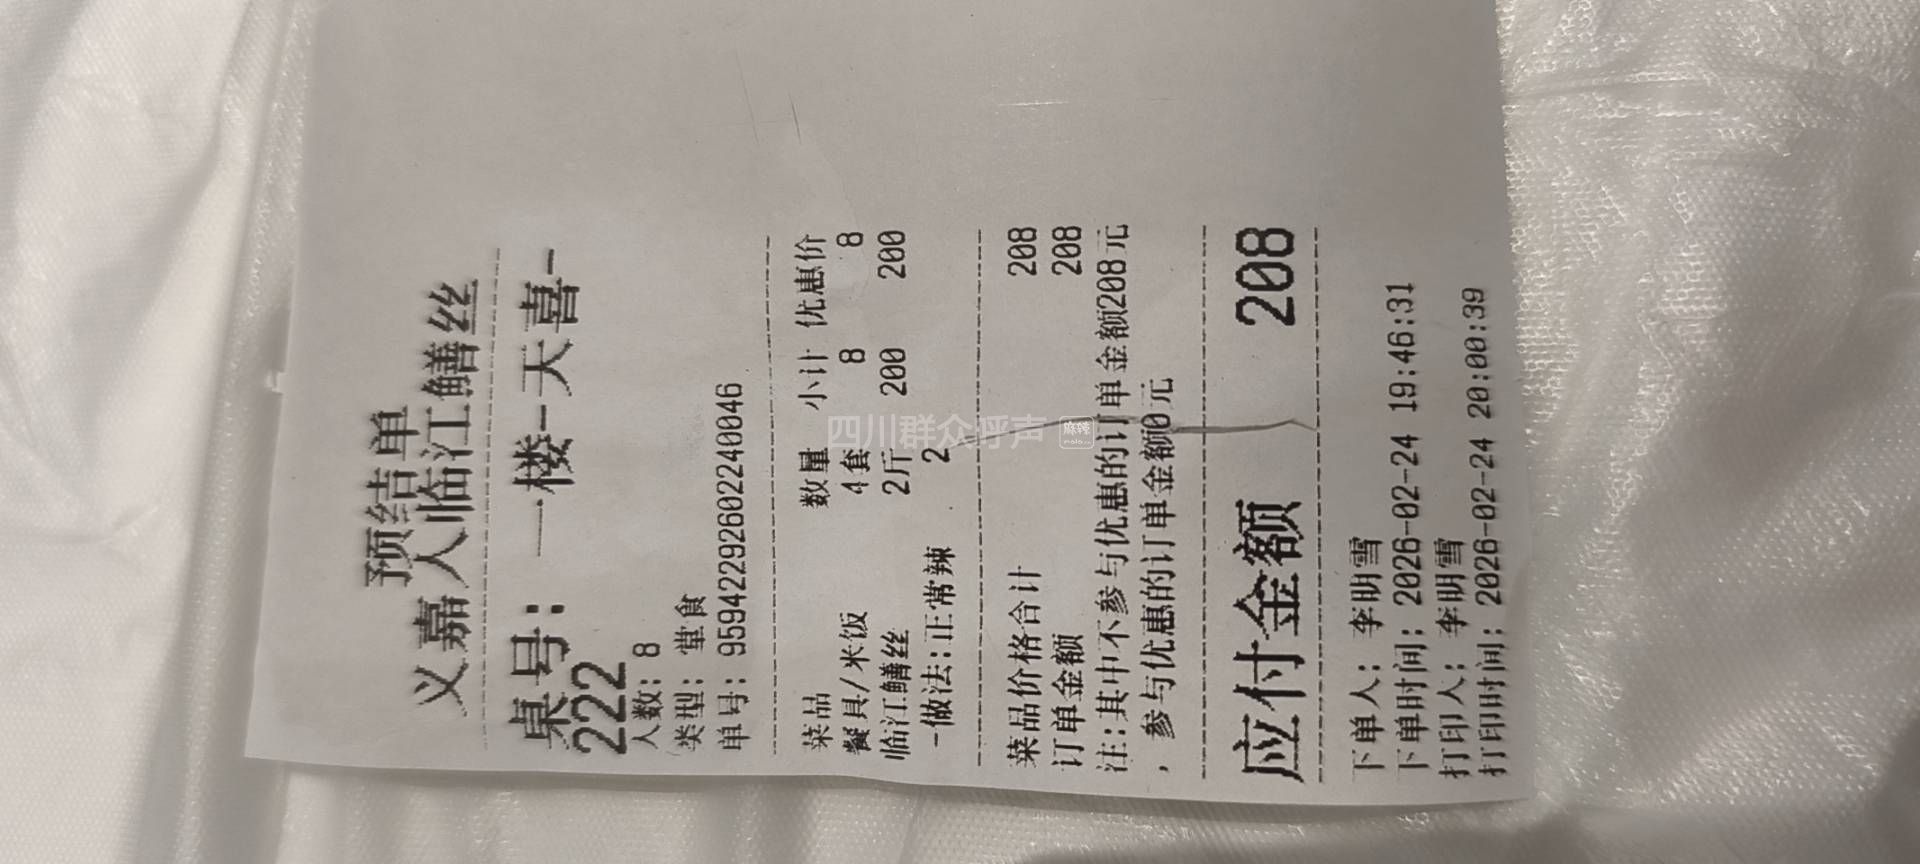 预结单
义嘉人临江鳝丝
桌号: 一楼-天喜-
222
人数: 8
类型: 堂食
单号: 959422926022400​46
菜品 数量 小计 优惠价
餐具/米饭 4套 8 8
临江鳝丝 2斤 200 200
-做法:正常辣 2
菜品价格合计 208
订单金额 208
注:其中不参与优惠的订单金额208元
，参与优惠的订单金额0元
应付金额 208
下单人: 李明雪
下单时间: 2026-02-24 19:46:31
打印人: 李明雪
打印时间: 2026-02-24 20:00:39
四川群众呼声 麻辣